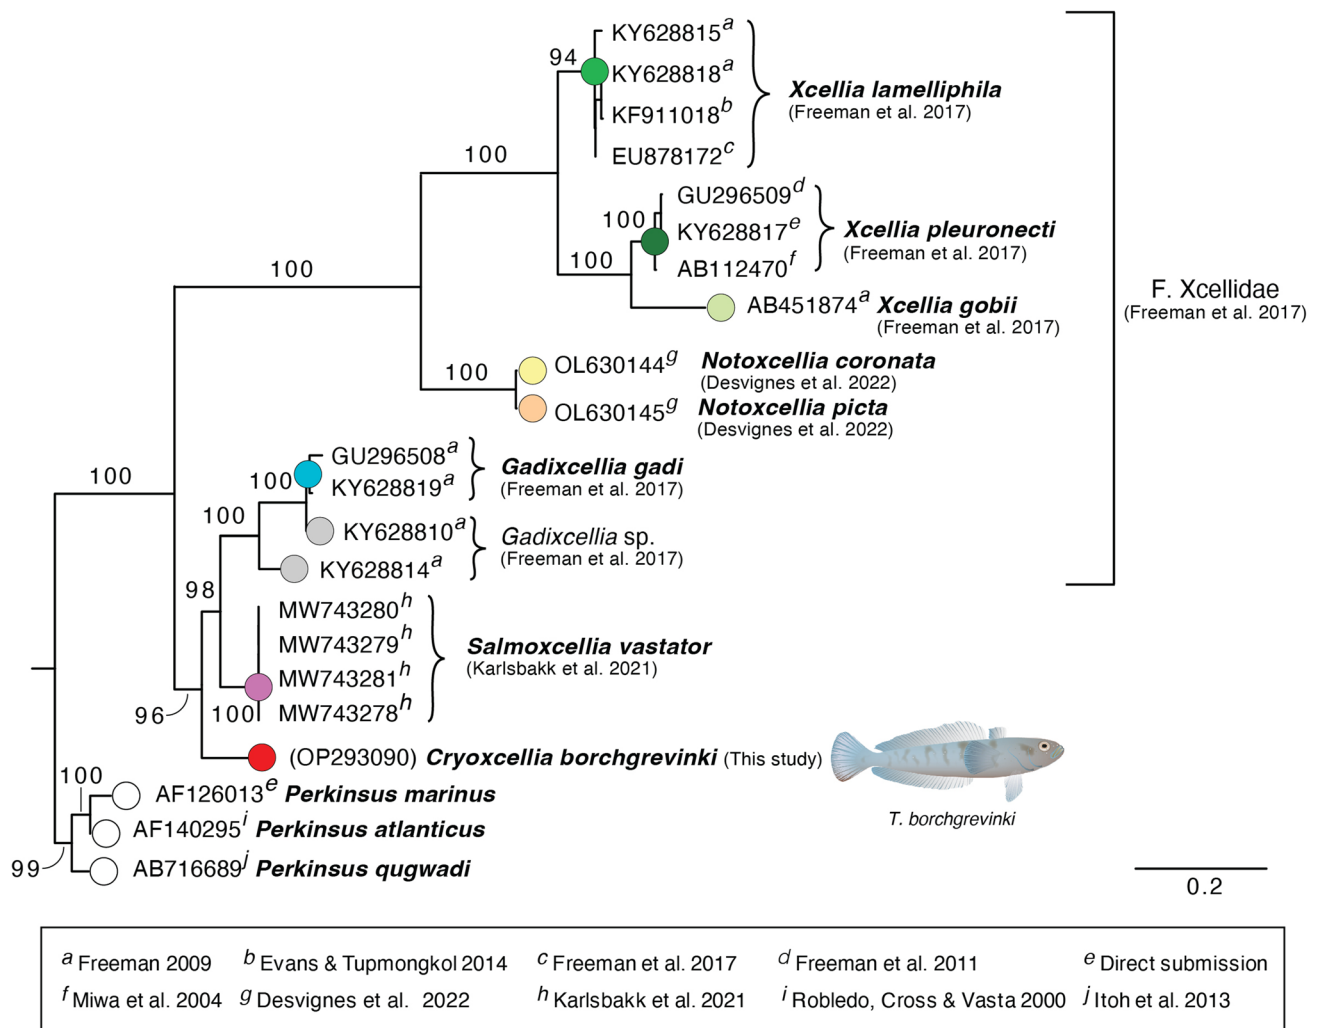 KY628815a
94
KY628818a
Xcellia lamelliphila
(Freeman et al. 2017)
KF911018b
EU878172c
100
GU296509d
100
KY628817e
Xcellia pleuronecti
(Freeman et al. 2017)
100
AB112470f
100
AB451874a Xcellia gobii
(Freeman et al. 2017)
F. Xcellidae
(Freeman et al. 2017)
100
OL630144g Notoxcellia coronata
(Desvignes et al. 2022)
OL630145g Notoxcellia picta
(Desvignes et al. 2022)
GU296508a
100
100
KY628819a
Gadixcellia gadi
(Freeman et al. 2017)
100
KY628810a
Gadixcellia sp.
(Freeman et al. 2017)
KY628814a
98
MW743280h
MW743279h
Salmoxcellia vastator
(Karlsbakk et al. 2021)
MW743281h
96
100
MW743278h
(OP293090) Cryoxcellia borchgrevinki (This study)
T. borchgrevinki
100
AF126013e Perkinsus marinus
AF140295i Perkinsus atlanticus
99
AB716689j Perkinsus qugwadi
0.2
a Freeman 2009 b Evans & Tupmongkol 2014 c Freeman et al. 2017 d Freeman et al. 2011 e Direct submission
f Miwa et al. 2004 g Desvignes et al. 2022 h Karlsbakk et al. 2021 i Robledo, Cross & Vasta 2000 j Itoh et al. 2013